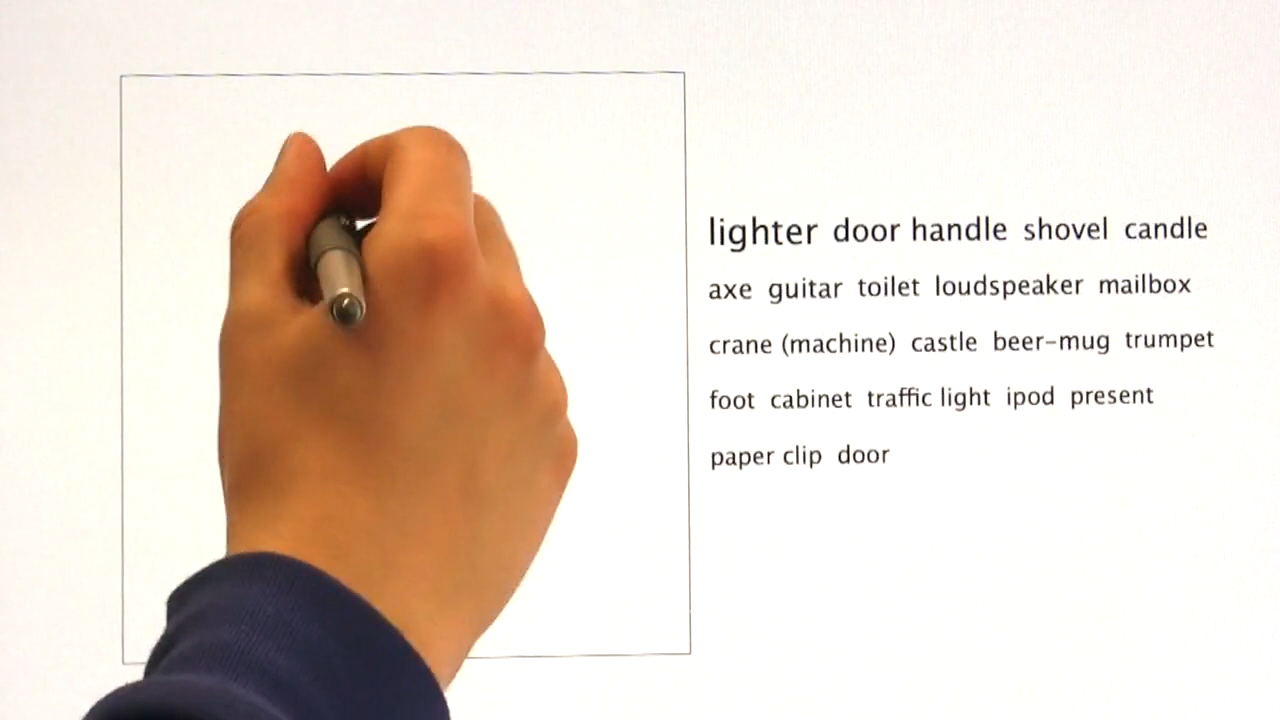 lighter door handle shovel candle
axe guitar toilet loudspeaker mailbox
crane (machine) castle beer-mug trumpet
foot cabinet traffic light ipod present
paper clip door